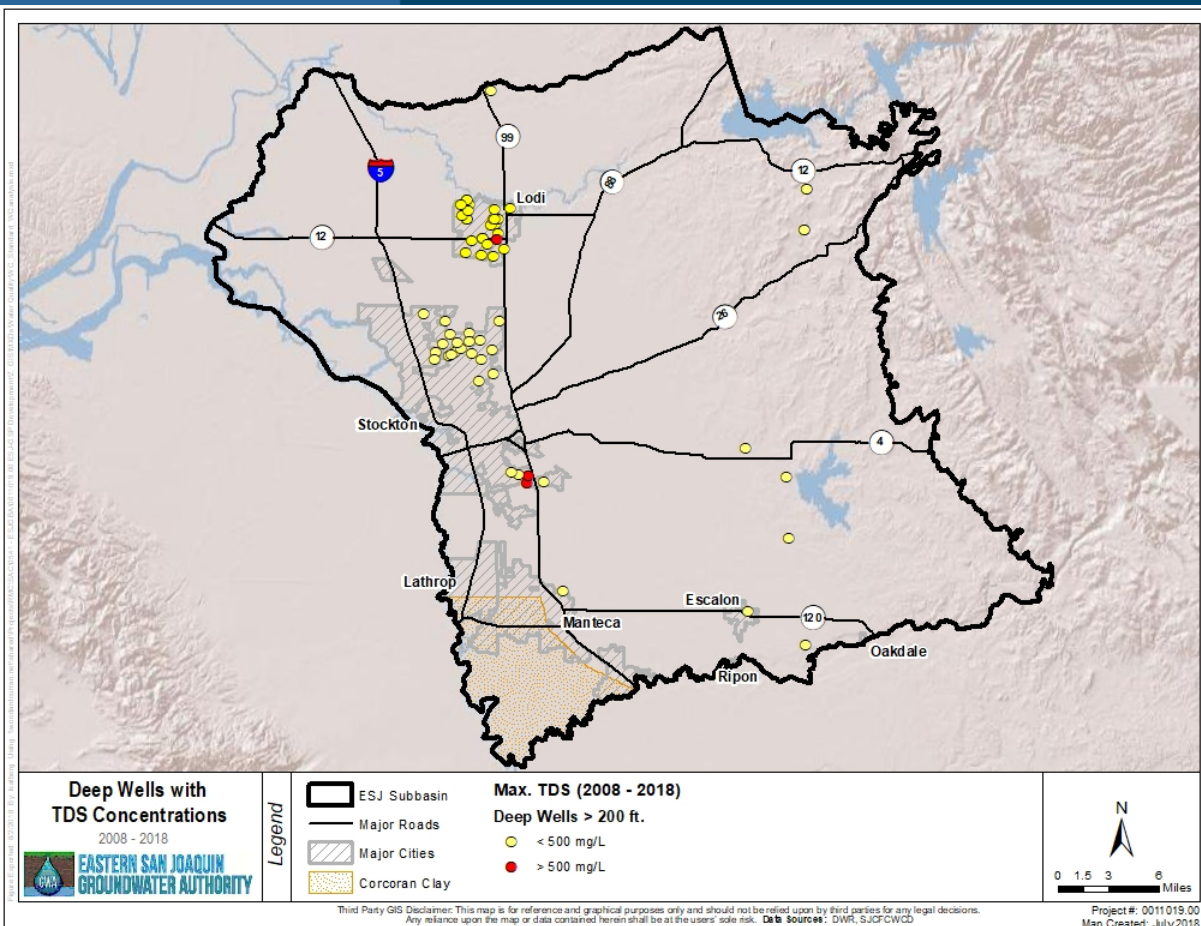 99
5
Lodi
88
12
12
26
Stockton
4
Lathrop
Escalon
Manteca
120
Oakdale
Ripon
Deep Wells with
TDS Concentrations
2008 - 2018
GWA
EASTERN SAN JOAQUIN
GROUNDWATER AUTHORITY
Legend
ESJ Subbasin
Major Roads
Major Cities
Corcoran Clay
Max. TDS (2008 - 2018)
Deep Wells > 200 ft.
< 500 mg/L
> 500 mg/L
N
0 1.5 3 6
Miles
Third Party GIS Disclaimer: This map is for reference and graphical purposes only and should not be relied upon by third parties for any legal decisions.
Any reliance upon the map or data contained herein shall be at the users' sole risk. Data Sources: DWR, SJCFCWCD
Project #: 0011019.00
Map Created: July 2018